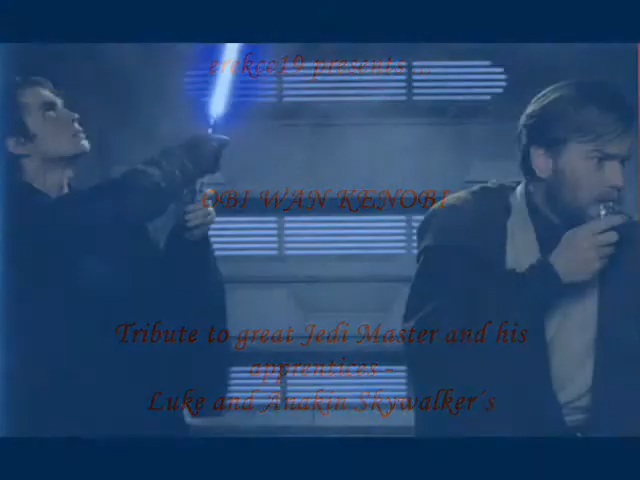 erekcc19 presents ...
OBI WAN KENOBI
Tribute to great Jedi Master and his
apprentices -
Luke and Anakin Skywalker´s